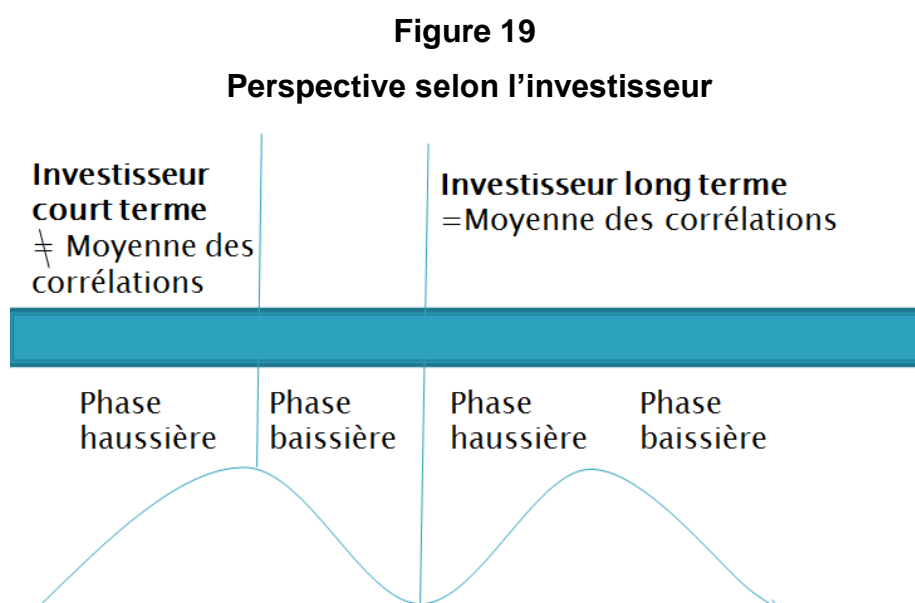 Figure 19
Perspective selon l’investisseur
Investisseur
court terme
≠ Moyenne des
corrélations
Investisseur long terme
=Moyenne des corrélations
Phase
haussière
Phase
baissière
Phase
haussière
Phase
baissière